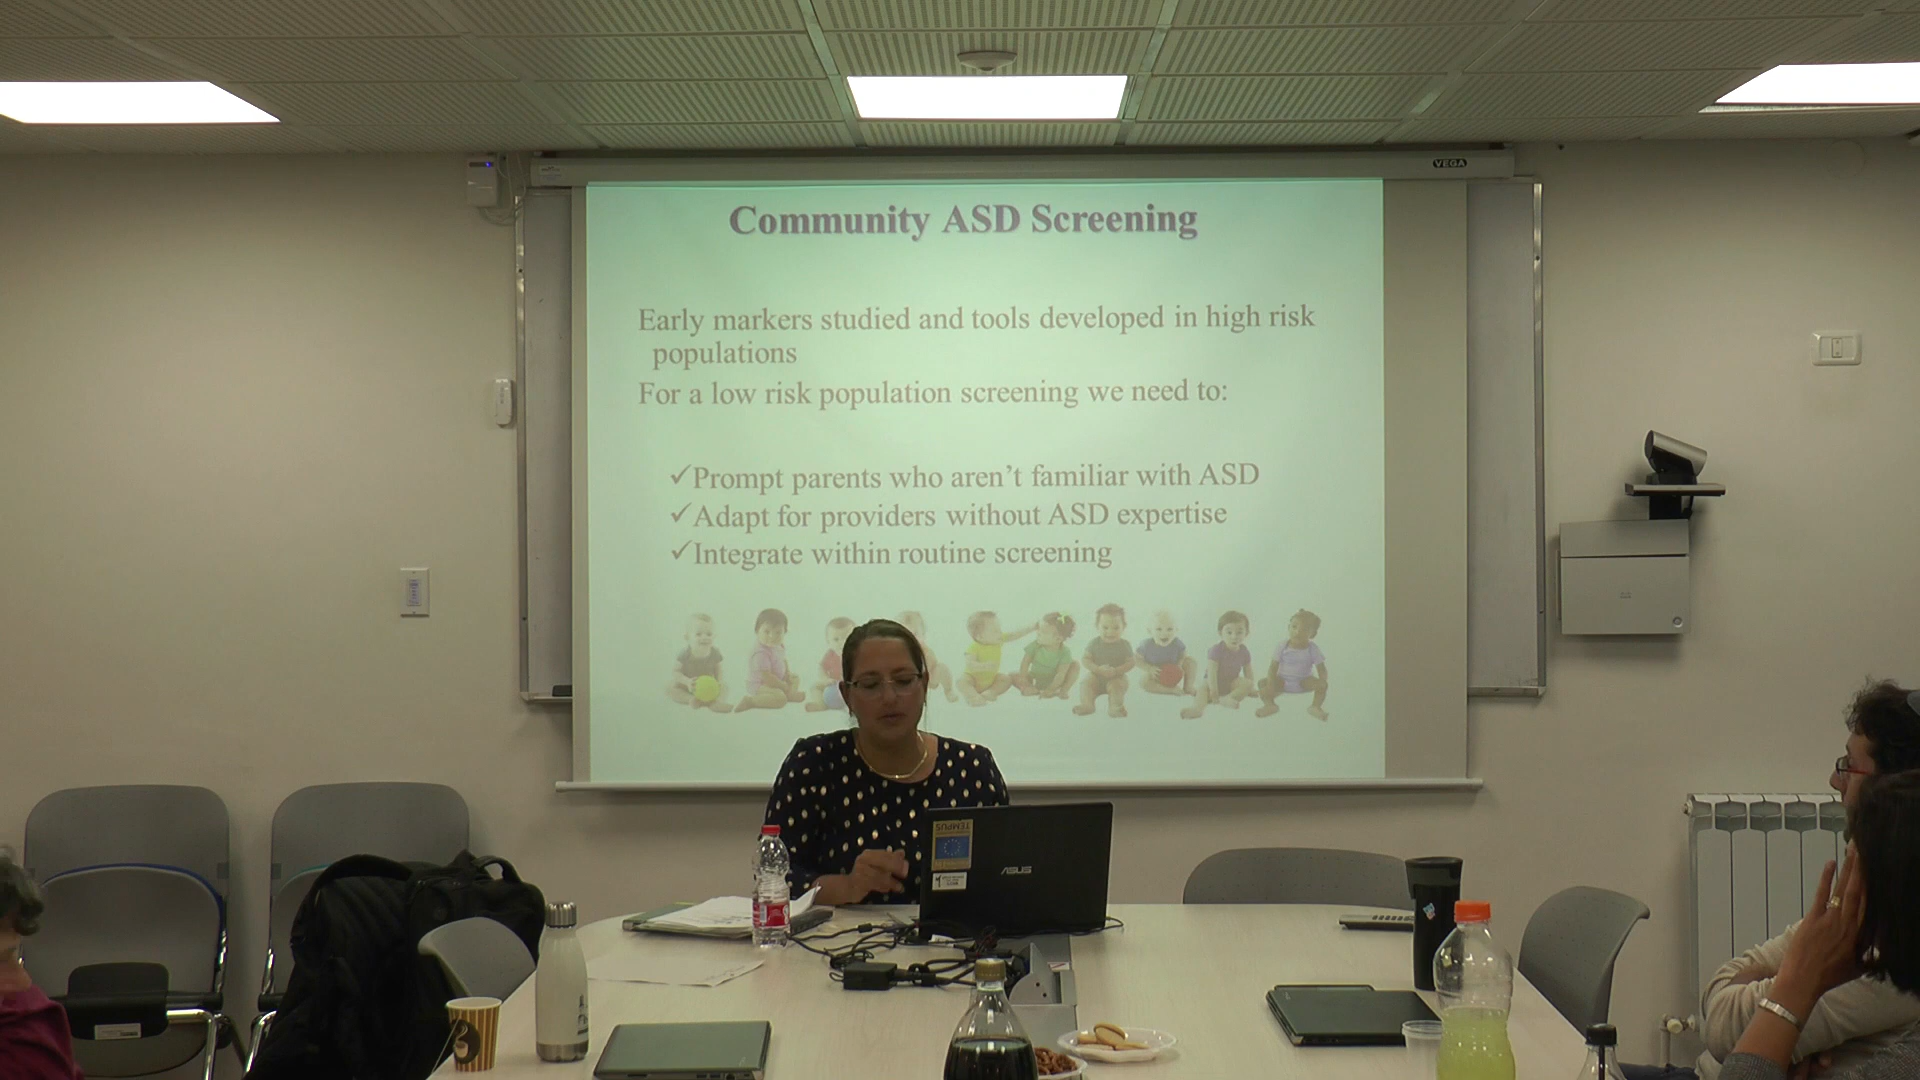 VEGA
Community ASD Screening
Early markers studied and tools developed in high risk
populations
For a low risk population screening we need to:
✓Prompt parents who aren't familiar with ASD
✓Adapt for providers without ASD expertise
✓Integrate within routine screening
TEMPUS
ASUS